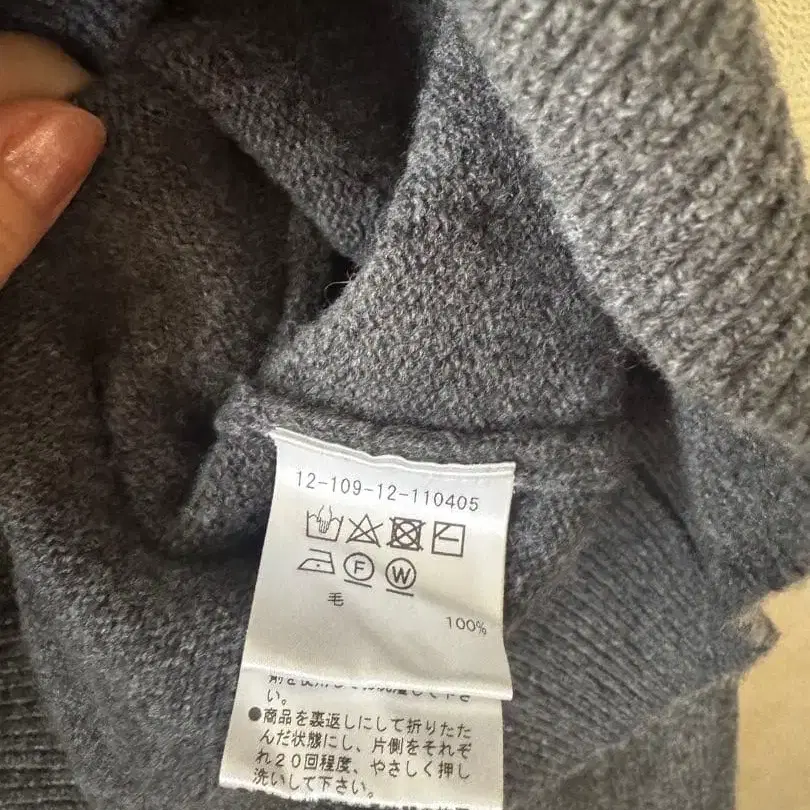 12-109-12-110405
F W
毛
100%
い。
●商品を裏返しにして折りたた
んだ状態にし、片側をそれぞ
れ20回程度、やさしく押し
洗いして下さい。